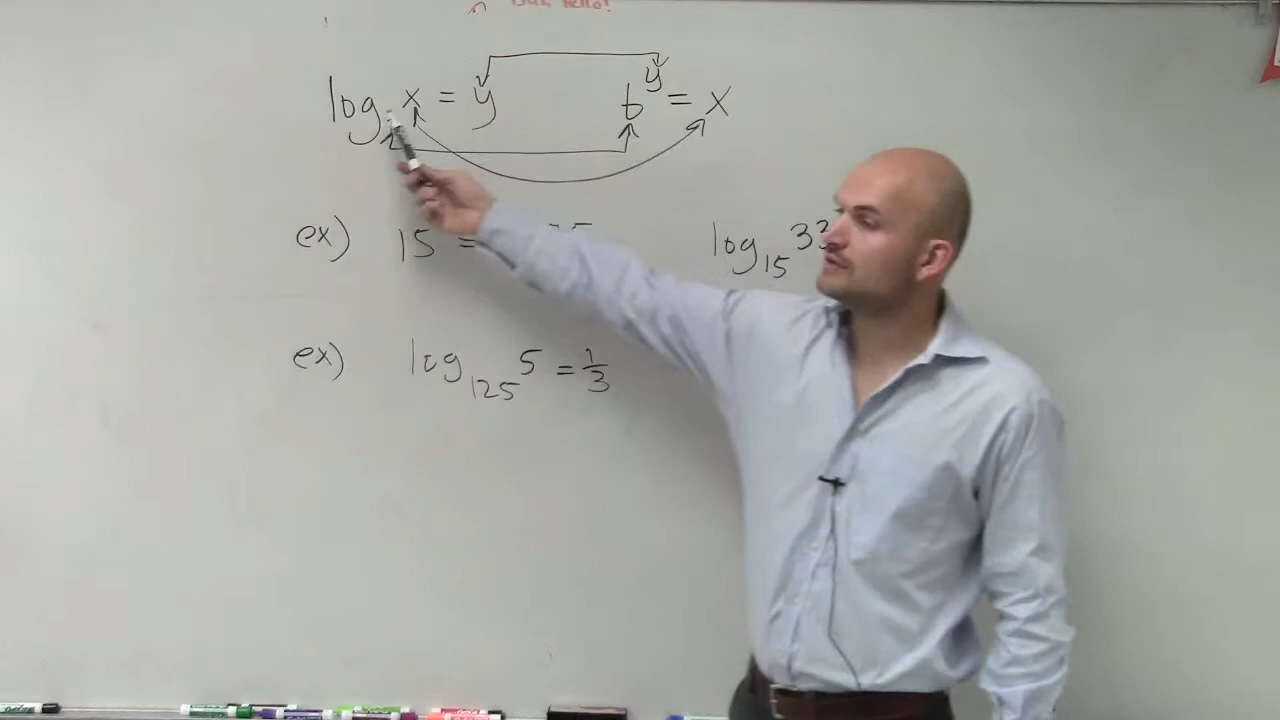 log x = y b^y = x
ex) 15 = log₁₅ 33
ex) log₁₂₅ 5 = 1/3